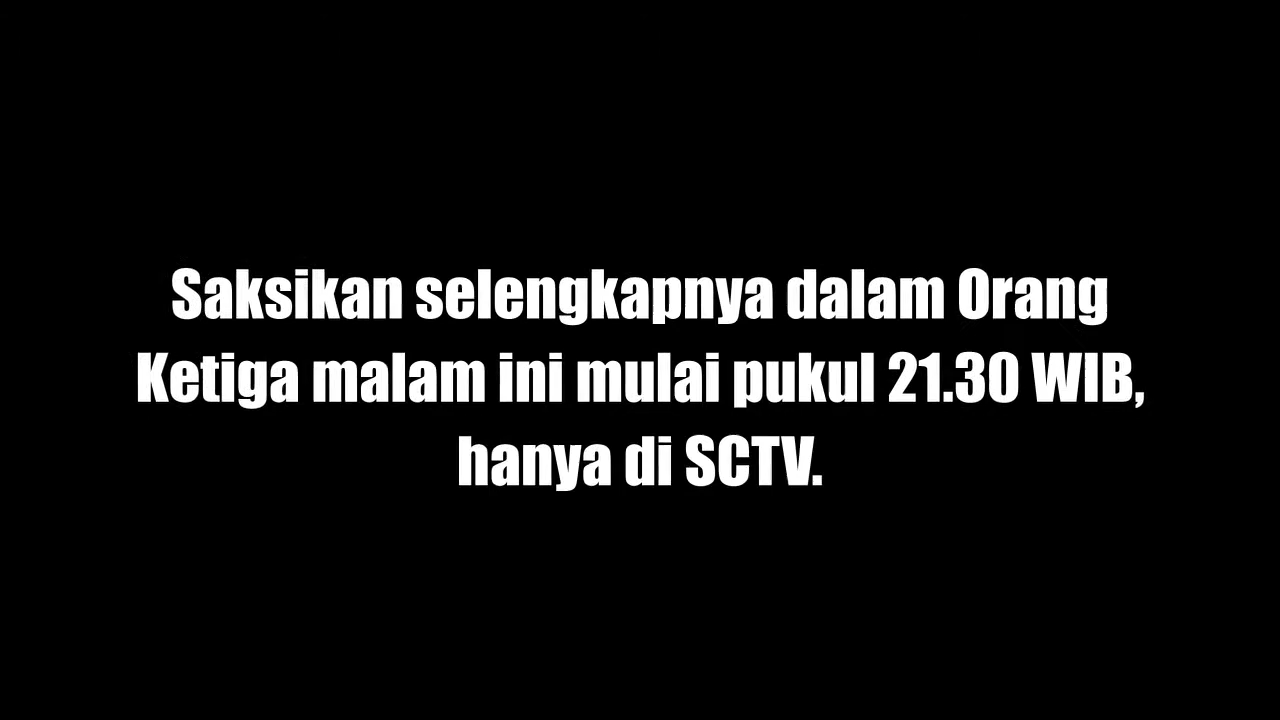 Saksikan selengkapnya dalam Orang
Ketiga malam ini mulai pukul 21.30 WIB,
hanya di SCTV.